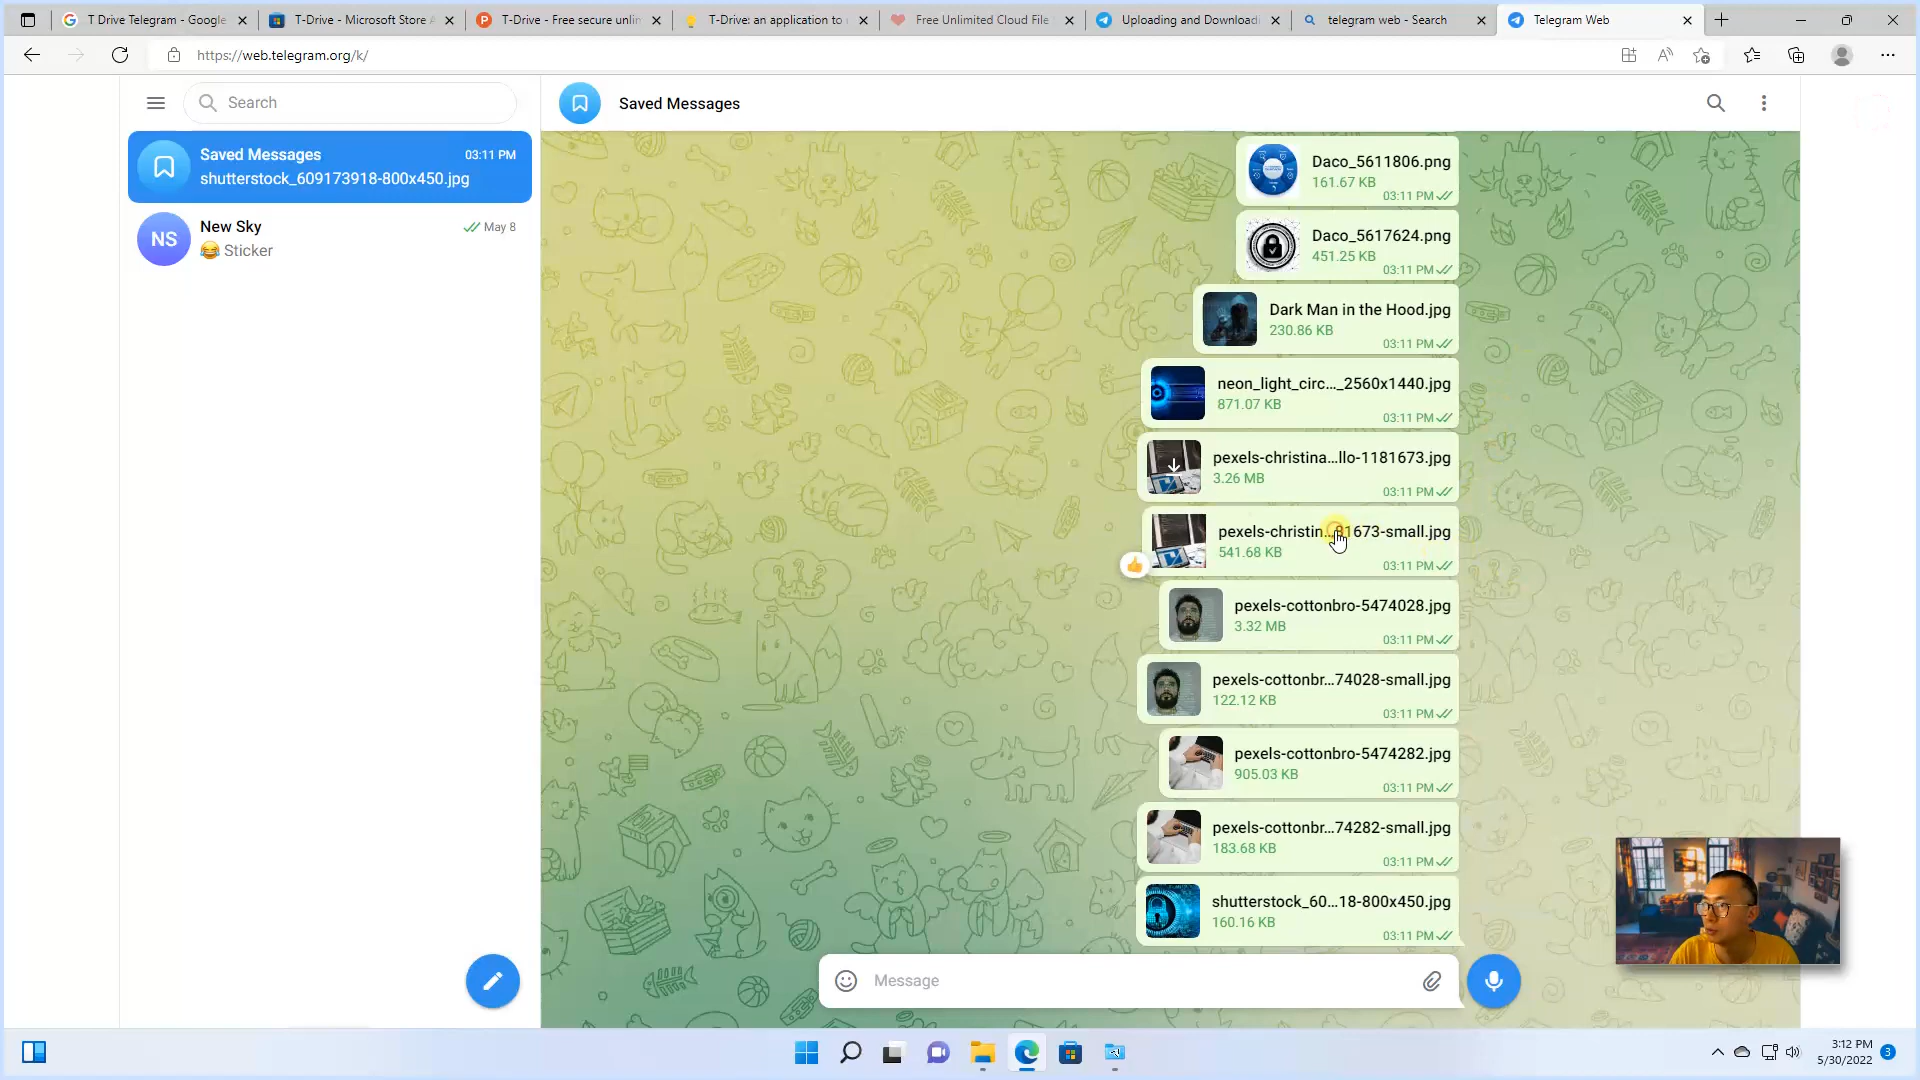 T Drive Telegram - Google
T-Drive - Microsoft Store A
T-Drive - Free secure unlin
T-Drive: an application to
Free Unlimited Cloud File
Uploading and Downloadi
telegram web - Search
Telegram Web
https://web.telegram.org/k/
Search
Saved Messages
Saved Messages
03:11 PM
shutterstock_609173918-800x450.jpg
NS
New Sky
May 8
😂 Sticker
Daco_5611806.png
161.67 KB
03:11 PM
Daco_5617624.png
451.25 KB
03:11 PM
Dark Man in the Hood.jpg
230.86 KB
03:11 PM
neon_light_circ..._2560x1440.jpg
871.07 KB
03:11 PM
pexels-christina...llo-1181673.jpg
3.26 MB
03:11 PM
pexels-christin...81673-small.jpg
541.68 KB
03:11 PM
pexels-cottonbro-5474028.jpg
3.32 MB
03:11 PM
pexels-cottonbr...74028-small.jpg
122.12 KB
03:11 PM
pexels-cottonbro-5474282.jpg
905.03 KB
03:11 PM
pexels-cottonbr...74282-small.jpg
183.68 KB
03:11 PM
shutterstock_60...18-800x450.jpg
160.16 KB
03:11 PM
Message
3:12 PM
5/30/2022
3